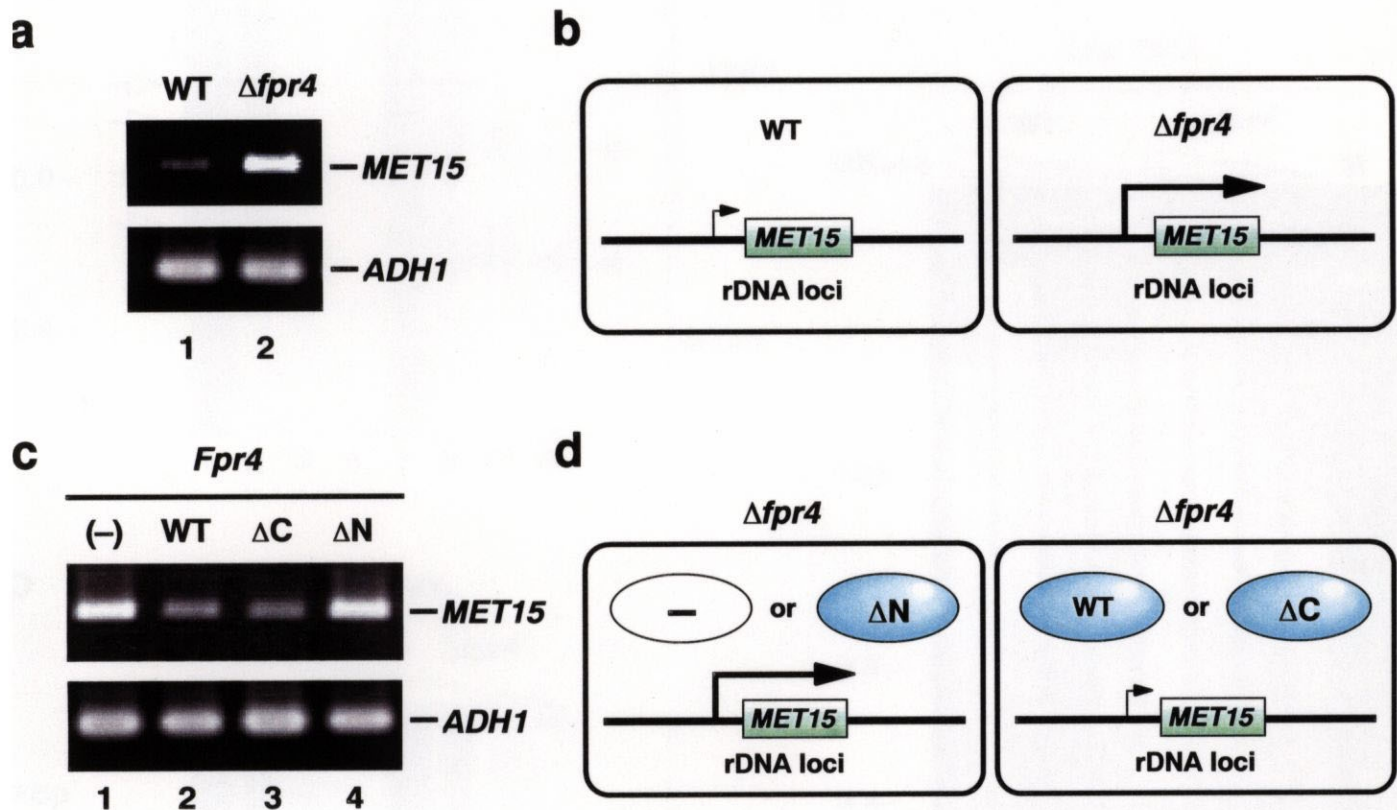 a
WT Δfpr4
MET15
ADH1
1 2
b
WT
MET15
rDNA loci
Δfpr4
MET15
rDNA loci
c
Fpr4
(–) WT ΔC ΔN
MET15
ADH1
1 2 3 4
d
Δfpr4
– or ΔN
MET15
rDNA loci
Δfpr4
WT or ΔC
MET15
rDNA loci